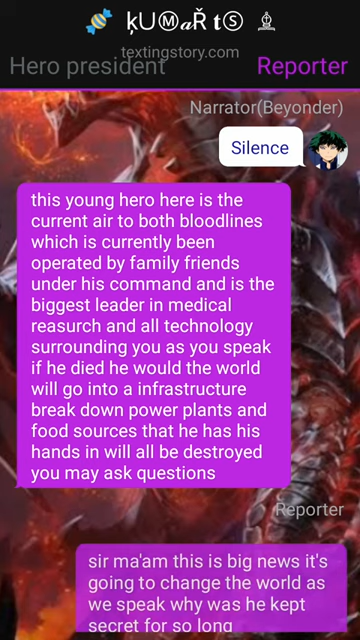 🍬 ķᑌⓂ𝒶Ř 𝐭Ⓢ ♗
textingstory.com
Hero president Reporter
Narrator(Beyonder)
Silence
this young hero here is the
current air to both bloodlines
which is currently been
operated by family friends
under his command and is the
biggest leader in medical
reasurch and all technology
surrounding you as you speak
if he died he would the world
will go into a infrastructure
break down power plants and
food sources that he has his
hands in will all be destroyed
you may ask questions
Reporter
sir ma'am this is big news it's
going to change the world as
we speak why was he kept
secret for so long